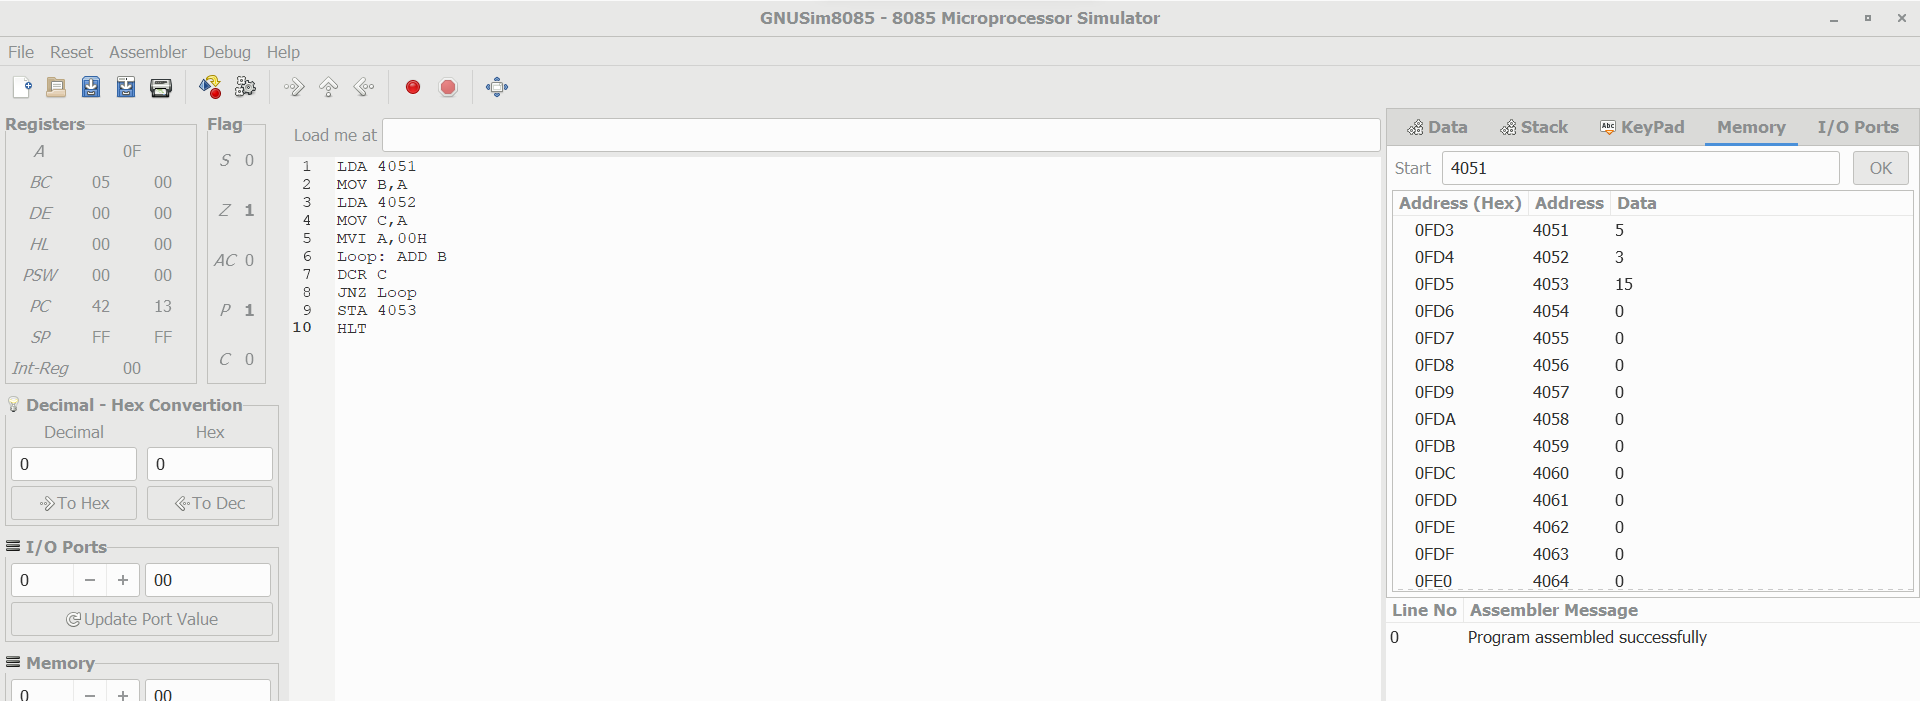 GNUSim8085 - 8085 Microprocessor Simulator
File Reset Assembler Debug Help
Registers
A 0F
BC 05 00
DE 00 00
HL 00 00
PSW 00 00
PC 42 13
SP FF FF
Int-Reg 00
Flag
S 0
Z 1
AC 0
P 1
C 0
Decimal - Hex Convertion
Decimal Hex
0 0
To Hex To Dec
I/O Ports
0 − + 00
Update Port Value
Memory
0 − + 00
Load me at
1 LDA 4051
2 MOV B,A
3 LDA 4052
4 MOV C,A
5 MVI A,00H
6 Loop: ADD B
7 DCR C
8 JNZ Loop
9 STA 4053
10 HLT
Data Stack Abc KeyPad Memory I/O Ports
Start 4051 OK
Address (Hex) Address Data
0FD3 4051 5
0FD4 4052 3
0FD5 4053 15
0FD6 4054 0
0FD7 4055 0
0FD8 4056 0
0FD9 4057 0
0FDA 4058 0
0FDB 4059 0
0FDC 4060 0
0FDD 4061 0
0FDE 4062 0
0FDF 4063 0
0FE0 4064 0
Line No Assembler Message
0 Program assembled successfully